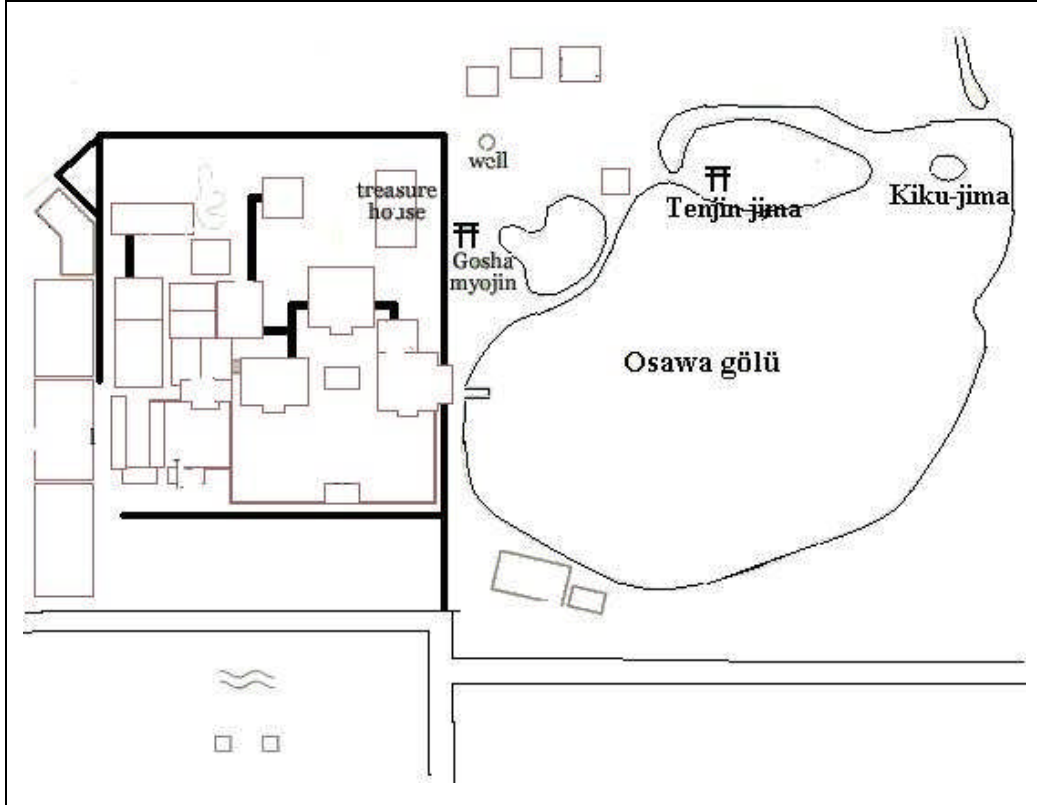 well
treasure
house
Tenjin jima
Kiku-jima
Gosha
myojin
Osawa gölü